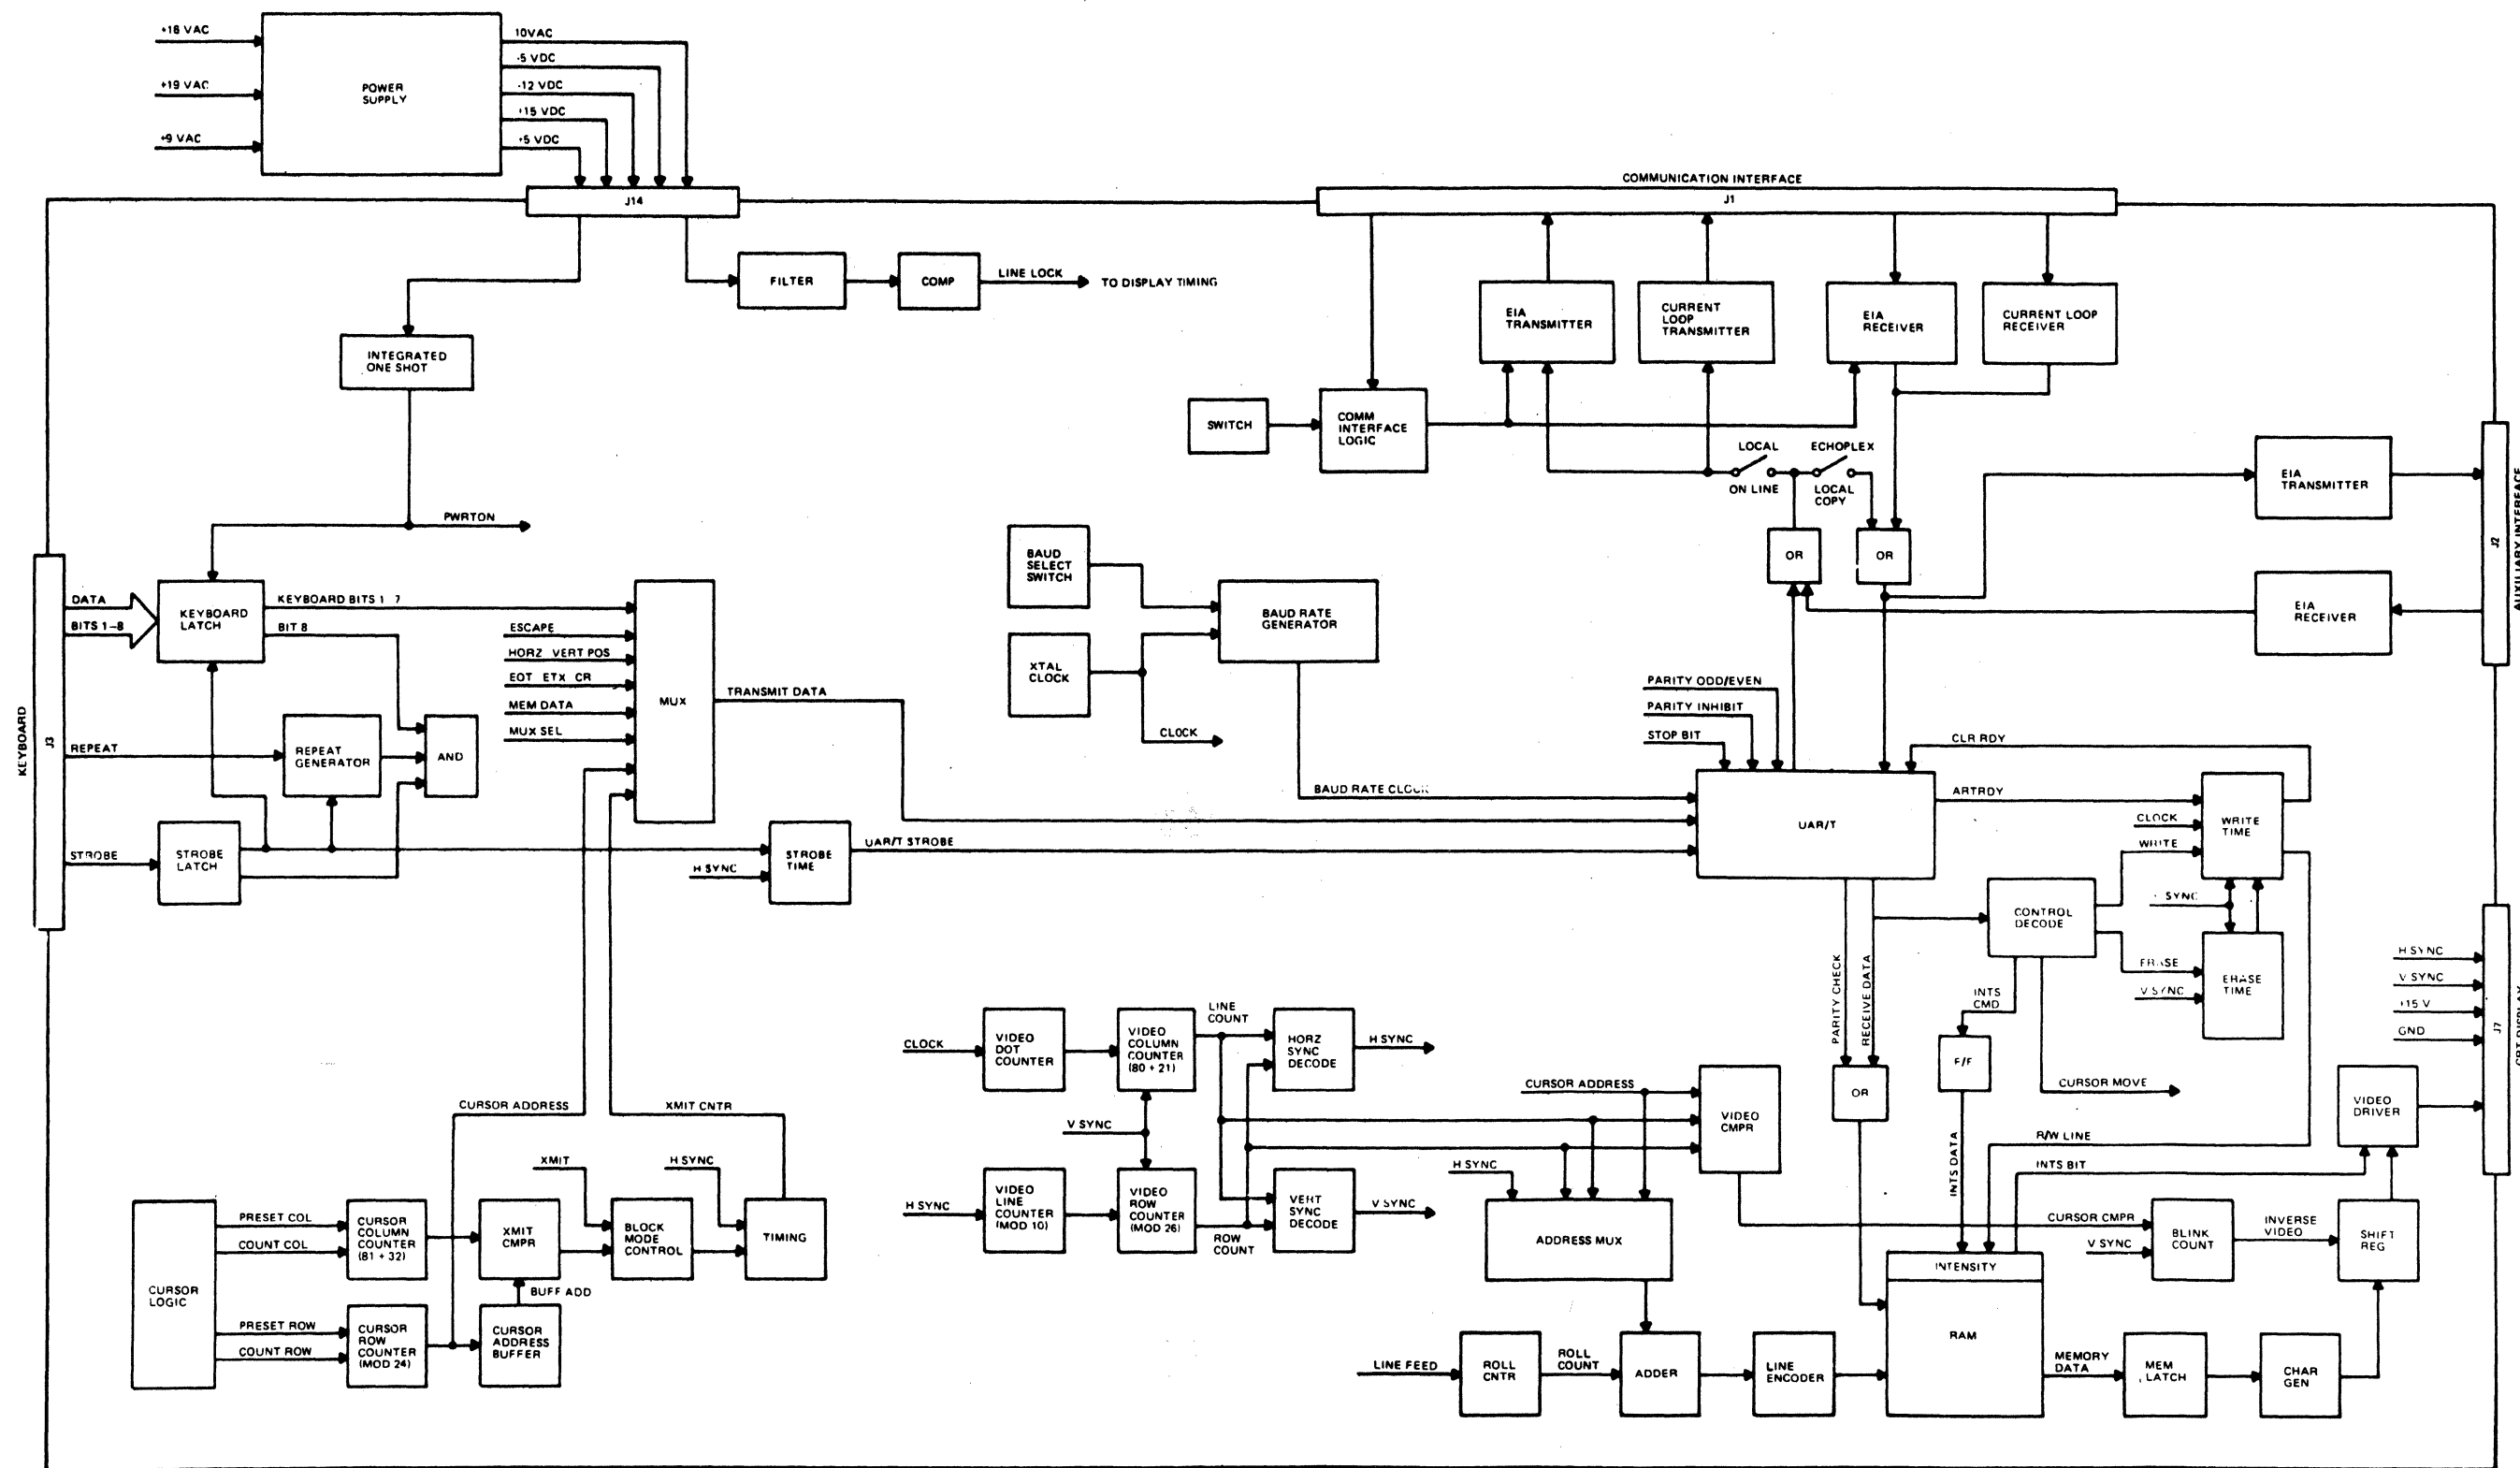 +18 VAC
+19 VAC
+9 VAC
POWER
SUPPLY
10VAC
-5 VDC
-12 VDC
+15 VDC
+5 VDC
J14
COMMUNICATION INTERFACE
J1
FILTER
COMP
LINE LOCK
TO DISPLAY TIMING
INTEGRATED
ONE SHOT
PWRTON
EIA
TRANSMITTER
CURRENT
LOOP
TRANSMITTER
EIA
RECEIVER
CURRENT LOOP
RECEIVER
SWITCH
COMM
INTERFACE
LOGIC
LOCAL
ON LINE
ECHOPLEX
LOCAL
COPY
OR
OR
EIA
TRANSMITTER
EIA
RECEIVER
J2
AUXILIARY INTERFACE
KEYBOARD
J3
DATA
BITS 1-8
KEYBOARD
LATCH
KEYBOARD BITS 1 7
BIT 8
REPEAT
REPEAT
GENERATOR
AND
STROBE
STROBE
LATCH
ESCAPE
HORZ VERT POS
EOT ETX CR
MEM DATA
MUX SEL
MUX
TRANSMIT DATA
H SYNC
STROBE
TIME
UAR/T STROBE
BAUD
SELECT
SWITCH
XTAL
CLOCK
CLOCK
BAUD RATE
GENERATOR
BAUD RATE CLOCK
PARITY ODD/EVEN
PARITY INHIBIT
STOP BIT
UAR/T
CLR RDY
ARTRDY
CLOCK
WRITE
WRITE
TIME
SYNC
CONTROL
DECODE
ERASE
V SYNC
ERASE
TIME
PARITY CHECK
RECEIVE DATA
OR
INTS
CMD
F/F
INTS DATA
CURSOR MOVE
R/W LINE
INTS BIT
H SYNC
V SYNC
+15 V
GND
J7
CRT DISPLAY
VIDEO
DRIVER
CLOCK
VIDEO
DOT
COUNTER
VIDEO
COLUMN
COUNTER
(80 + 21)
LINE
COUNT
HORZ
SYNC
DECODE
H SYNC
V SYNC
H SYNC
VIDEO
LINE
COUNTER
(MOD 10)
VIDEO
ROW
COUNTER
(MOD 26)
ROW
COUNT
VERT
SYNC
DECODE
V SYNC
CURSOR ADDRESS
VIDEO
CMPR
H SYNC
ADDRESS MUX
CURSOR CMPR
V SYNC
BLINK
COUNT
INVERSE
VIDEO
SHIFT
REG
CURSOR ADDRESS
XMIT CNTR
CURSOR
LOGIC
PRESET COL
COUNT COL
CURSOR
COLUMN
COUNTER
(81 + 32)
PRESET ROW
COUNT ROW
CURSOR
ROW
COUNTER
(MOD 24)
XMIT
CMPR
BUFF ADD
CURSOR
ADDRESS
BUFFER
XMIT
BLOCK
MODE
CONTROL
H SYNC
TIMING
LINE FEED
ROLL
CNTR
ROLL
COUNT
ADDER
LINE
ENCODER
INTENSITY
RAM
MEMORY
DATA
MEM
LATCH
CHAR
GEN